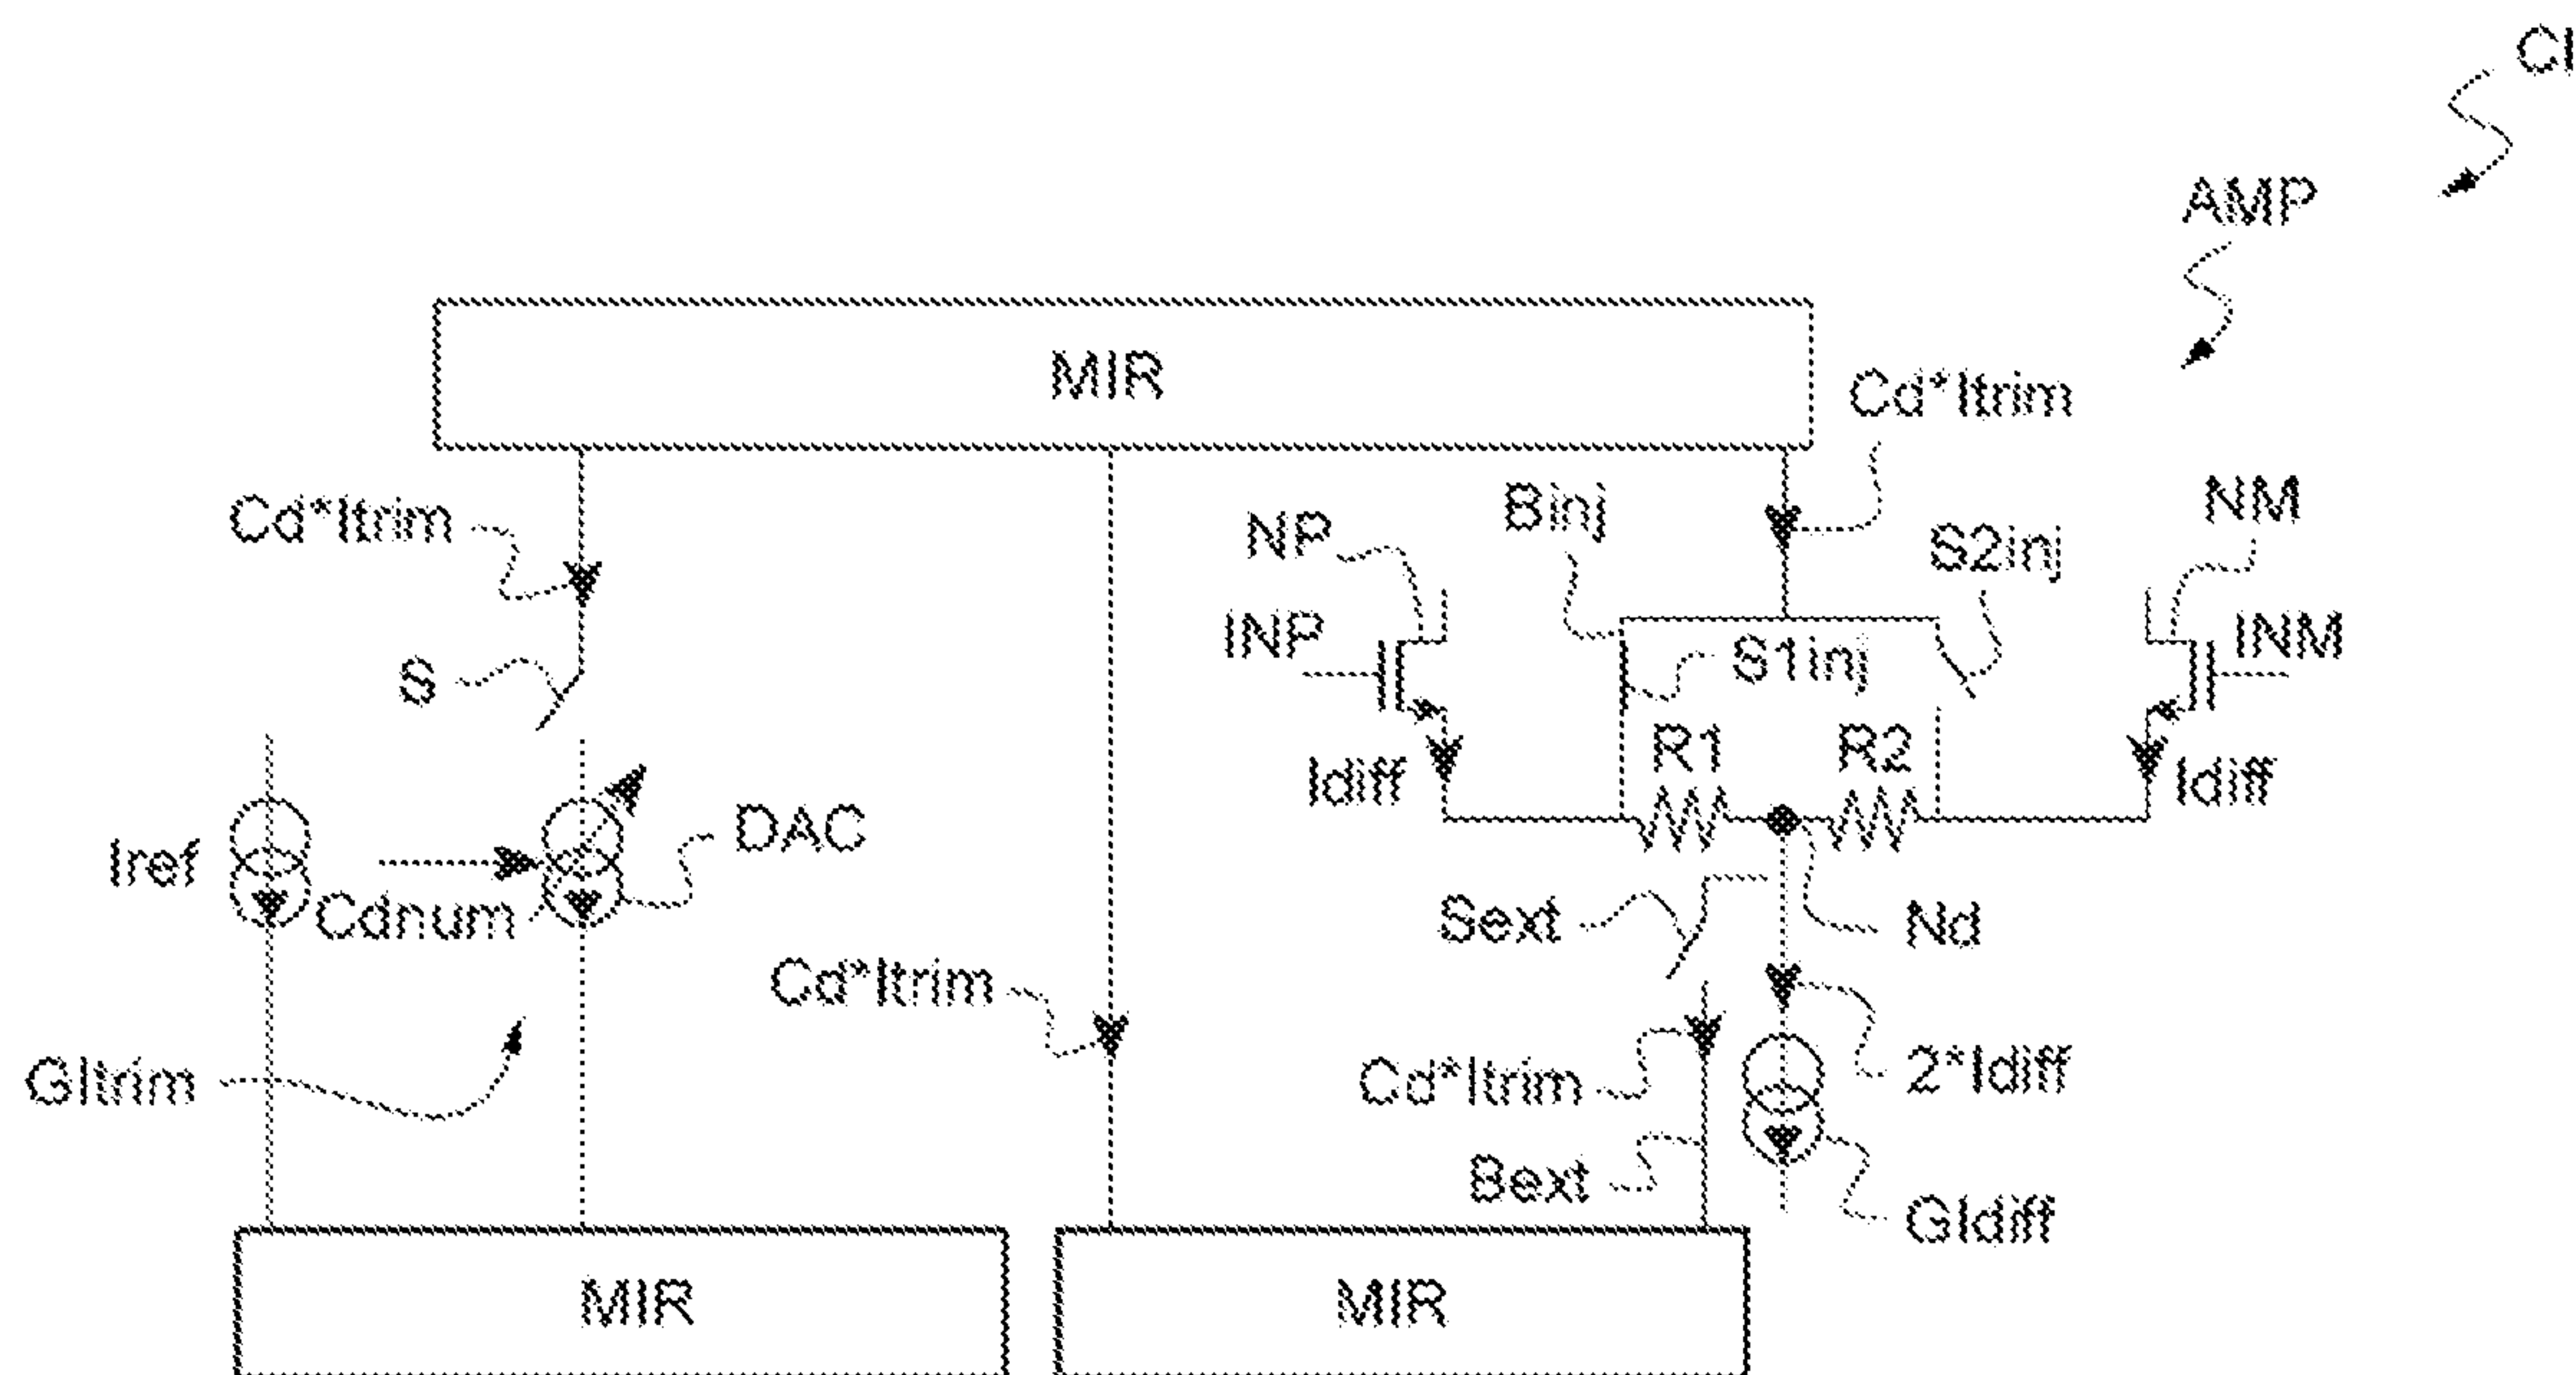 CI
AMP
MIR
Cd*Itrim
Cd*Itrim
Binj
NM
NP
S2inj
INP
S1inj
INM
S
R1
R2
Idiff
Idiff
DAC
Iref
Cdnum
Sext
Nd
Cd*Itrim
GItrim
Cd*Itrim
2*Idiff
Bext
GIdiff
MIR
MIR